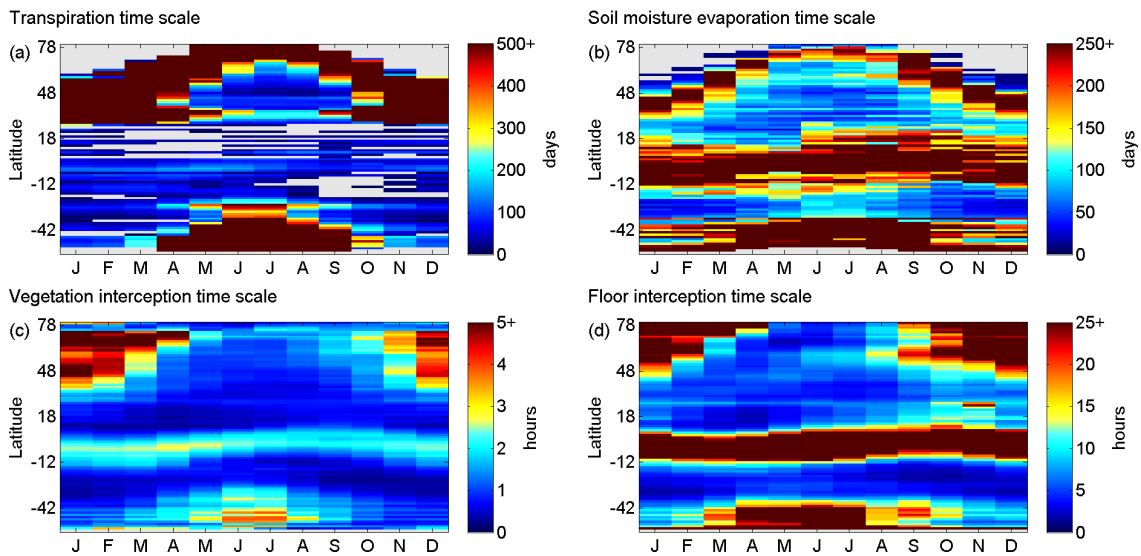 Transpiration time scale
Soil moisture evaporation time scale
(a)
78
48
18
-12
-42
Latitude
J F M A M J J A S O N D
500+
400
300
200
100
0
days
(b)
78
48
18
-12
-42
Latitude
J F M A M J J A S O N D
250+
200
150
100
50
0
days
Vegetation interception time scale
Floor interception time scale
(c)
78
48
18
-12
-42
Latitude
J F M A M J J A S O N D
5+
4
3
2
1
0
hours
(d)
78
48
18
-12
-42
Latitude
J F M A M J J A S O N D
25+
20
15
10
5
0
hours